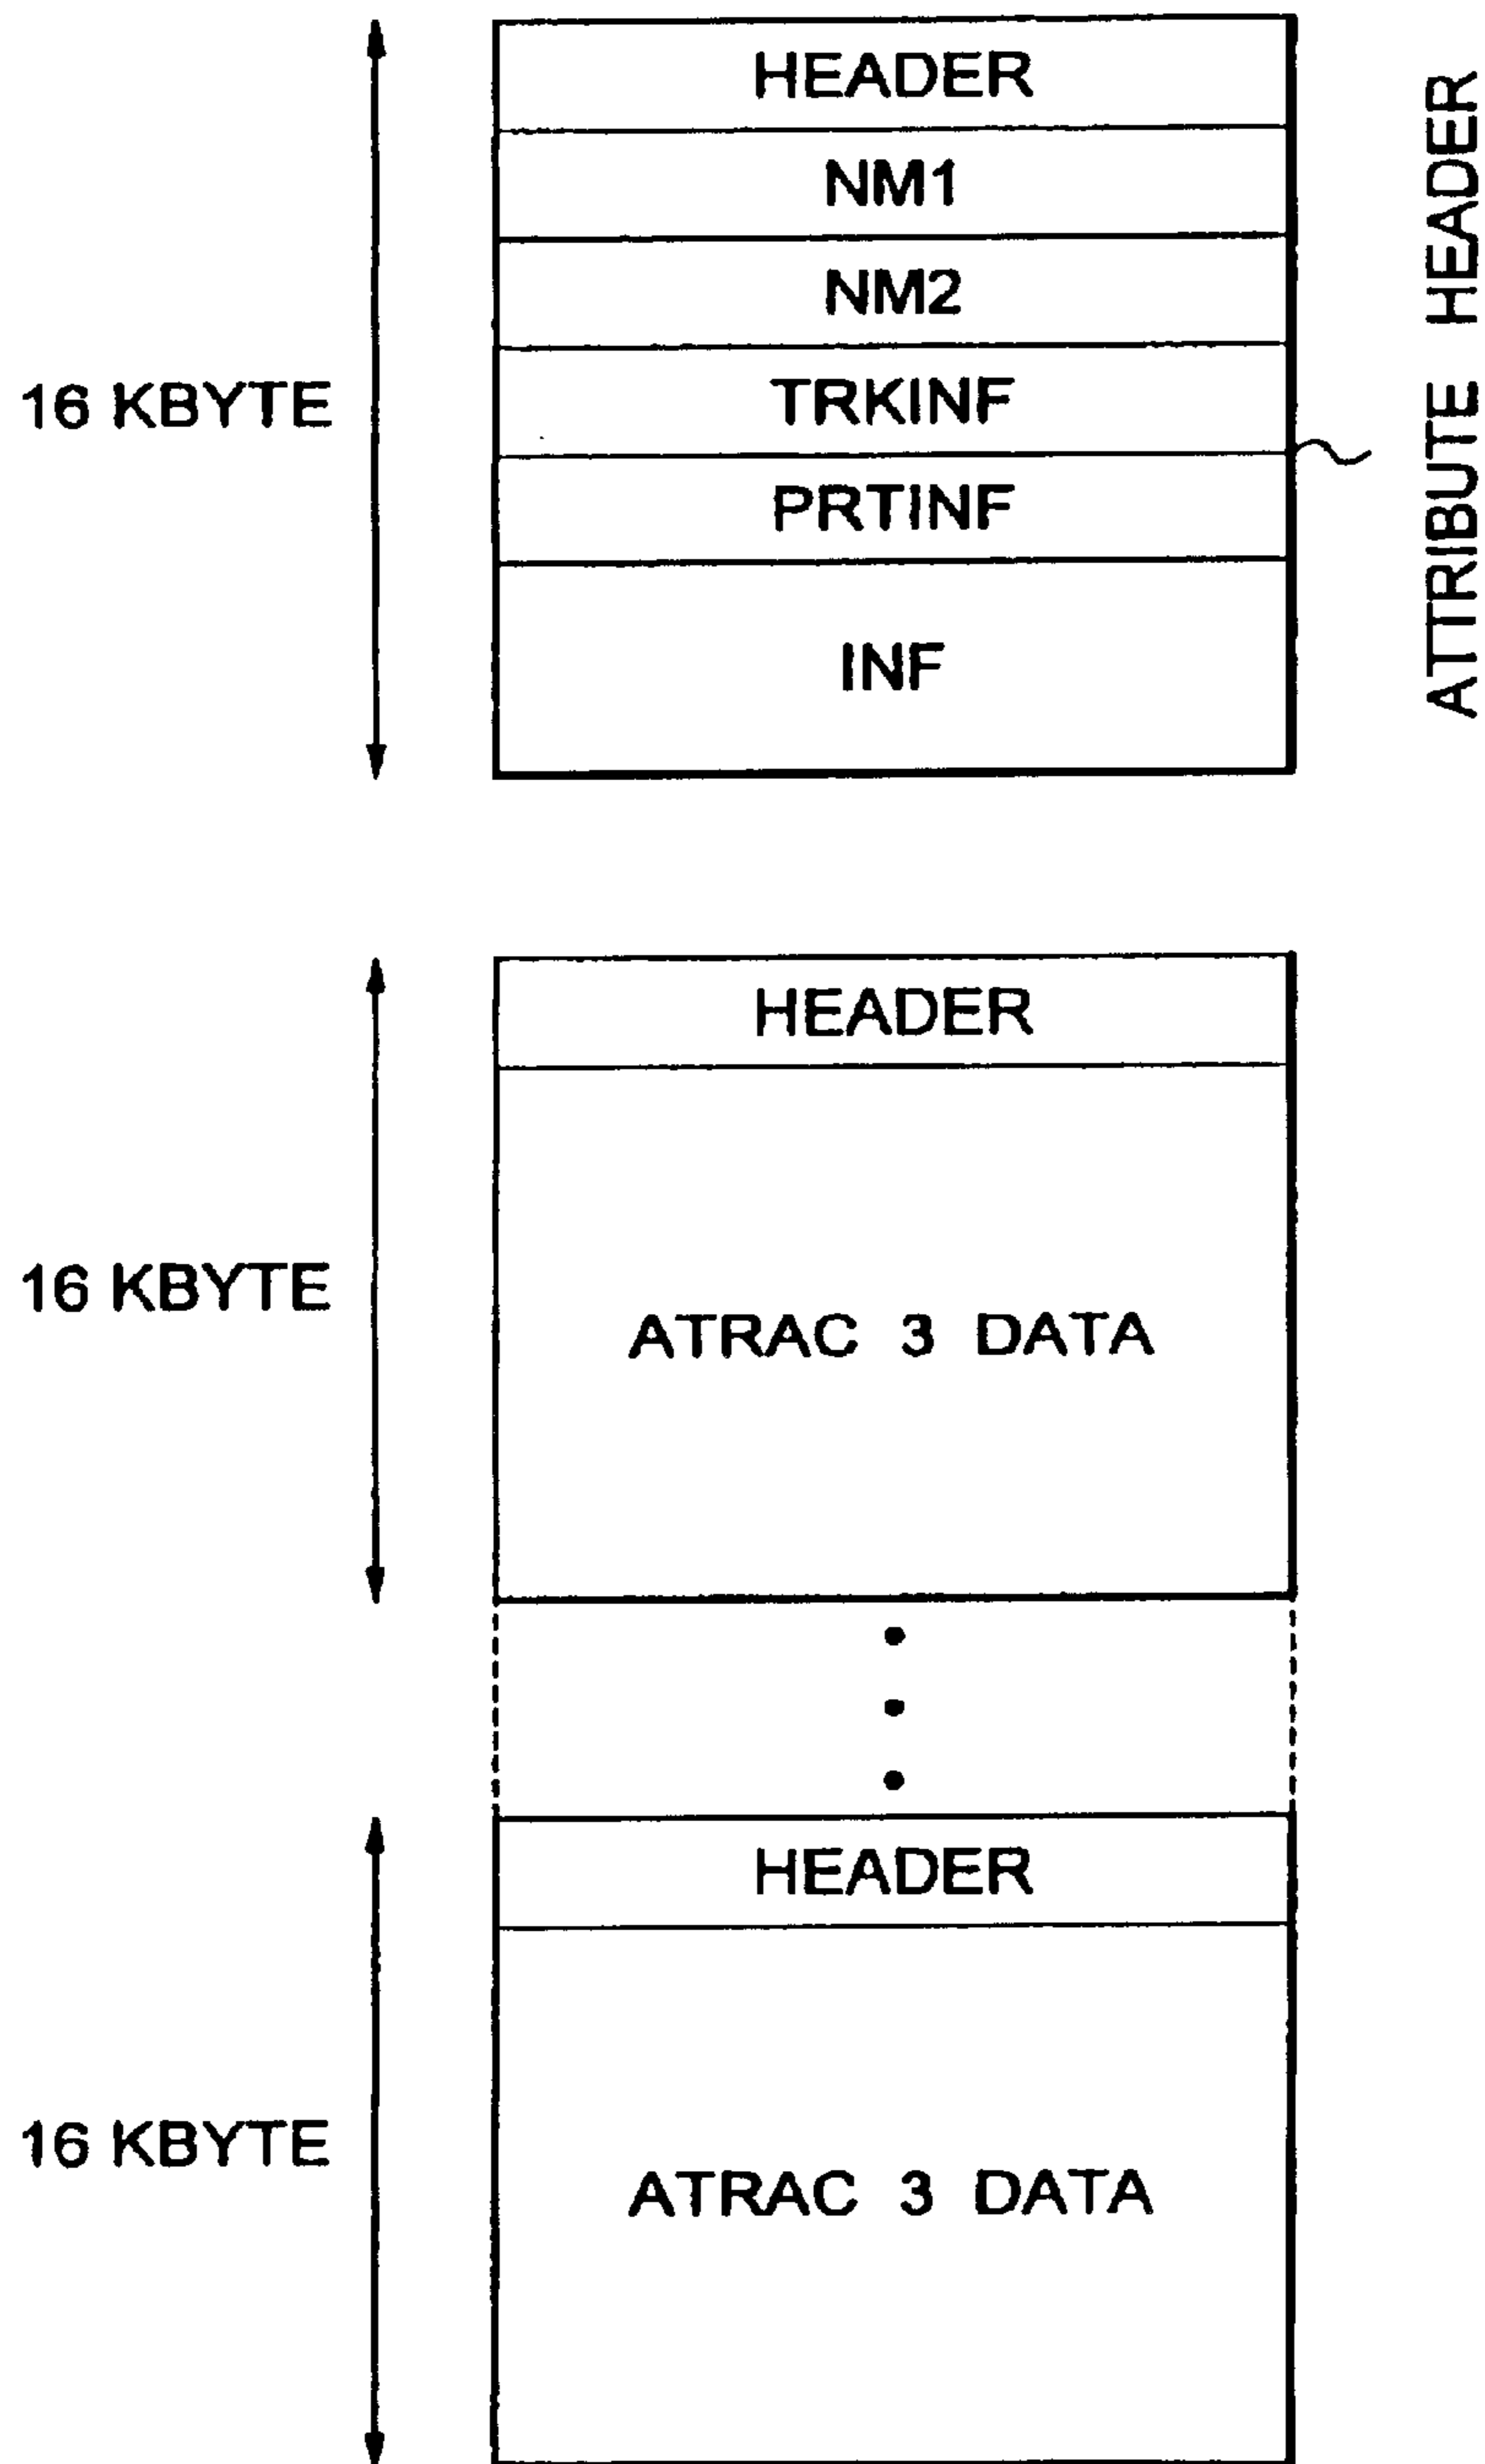 HEADER
NM1
NM2
16 KBYTE
TRKINF
PRTINF
INF
ATTRIBUTE HEADER
HEADER
16 KBYTE
ATRAC 3 DATA
HEADER
16 KBYTE
ATRAC 3 DATA